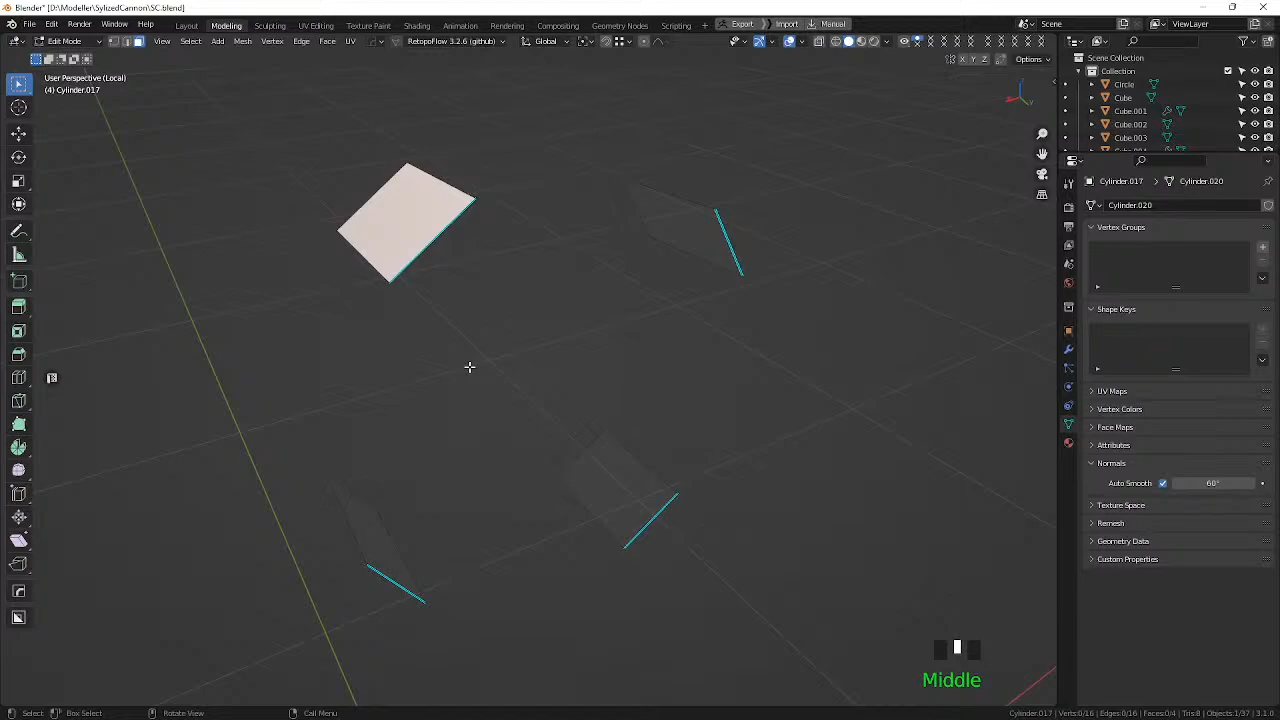 Blender* [D:\Modeller\SylizedCannon\SC.blend]
File Edit Render Window Help Layout Modeling Sculpting UV Editing Texture Paint Shading Animation Rendering Compositing Geometry Nodes Scripting + Export Import Manual Scene ViewLayer
Edit Mode View Select Add Mesh Vertex Edge Face UV RetopoFlow 3.2.6 (github) Global
X Y Z Options
User Perspective (Local)
(4) Cylinder.017
Scene Collection
Collection
Circle
Cube
Cube.001
Cube.002
Cube.003
Cylinder.017 > Cylinder.020
Cylinder.020
Vertex Groups
Shape Keys
UV Maps
Vertex Colors
Face Maps
Attributes
Normals
Auto Smooth 60°
Texture Space
Remesh
Geometry Data
Custom Properties
Middle
Select Box Select Rotate View Call Menu Cylinder.017 | Verts:0/16 | Edges:0/16 | Faces:0/4 | Tris:8 | Objects:1/37 | 3.1.0